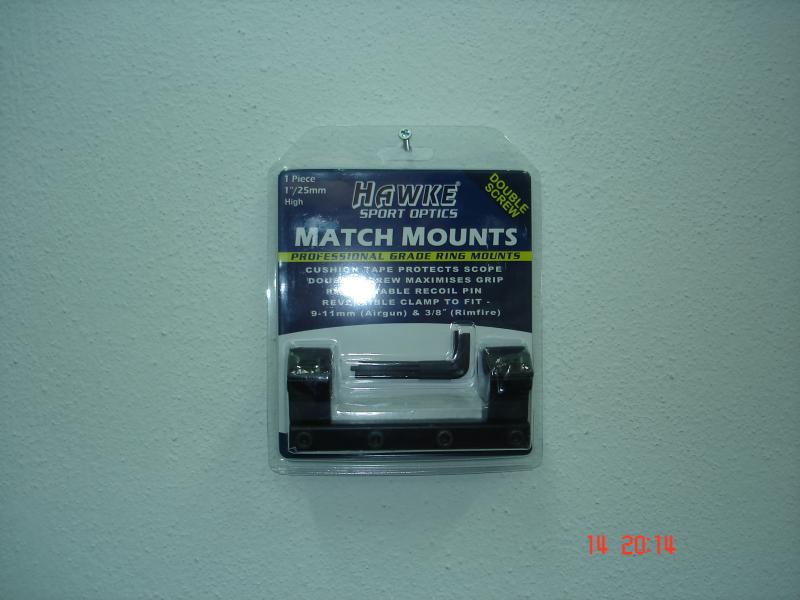 1 Piece
1"/25mm
High
HAWKE®
SPORT OPTICS
DOUBLE
SCREW
MATCH MOUNTS
PROFESSIONAL GRADE RING MOUNTS
CUSHION TAPE PROTECTS SCOPE
SCREW MAXIMISES GRIP
RECOIL PIN
CLAMP TO FIT -
9-11mm (Airgun) & 3/8" (Rimfire)
14 20:14